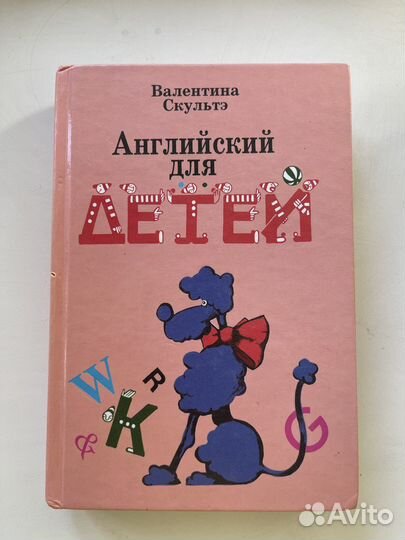 Валентина
Скультэ
Английский
для
ДЕТЕЙ
W
R
K
G
Avito